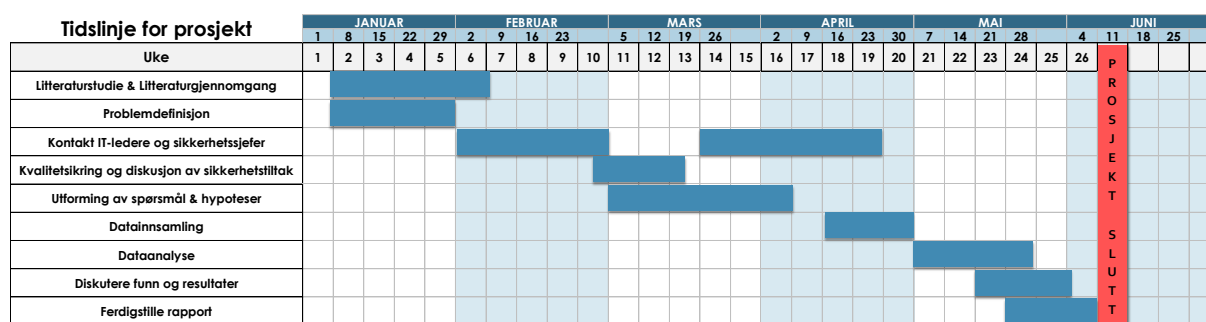 Tidslinje for prosjekt
JANUAR FEBRUAR MARS APRIL MAI JUNI
1 8 15 22 29 2 9 16 23 5 12 19 26 2 9 16 23 30 7 14 21 28 4 11 18 25
Uke 1 2 3 4 5 6 7 8 9 10 11 12 13 14 15 16 17 18 19 20 21 22 23 24 25 26
PROSJEKT SLUTT
Litteraturstudie & Litteraturgjennomgang
Problemdefinisjon
Kontakt IT-ledere og sikkerhetssjefer
Kvalitetsikring og diskusjon av sikkerhetstiltak
Utforming av spørsmål & hypoteser
Datainnsamling
Dataanalyse
Diskutere funn og resultater
Ferdigstille rapport